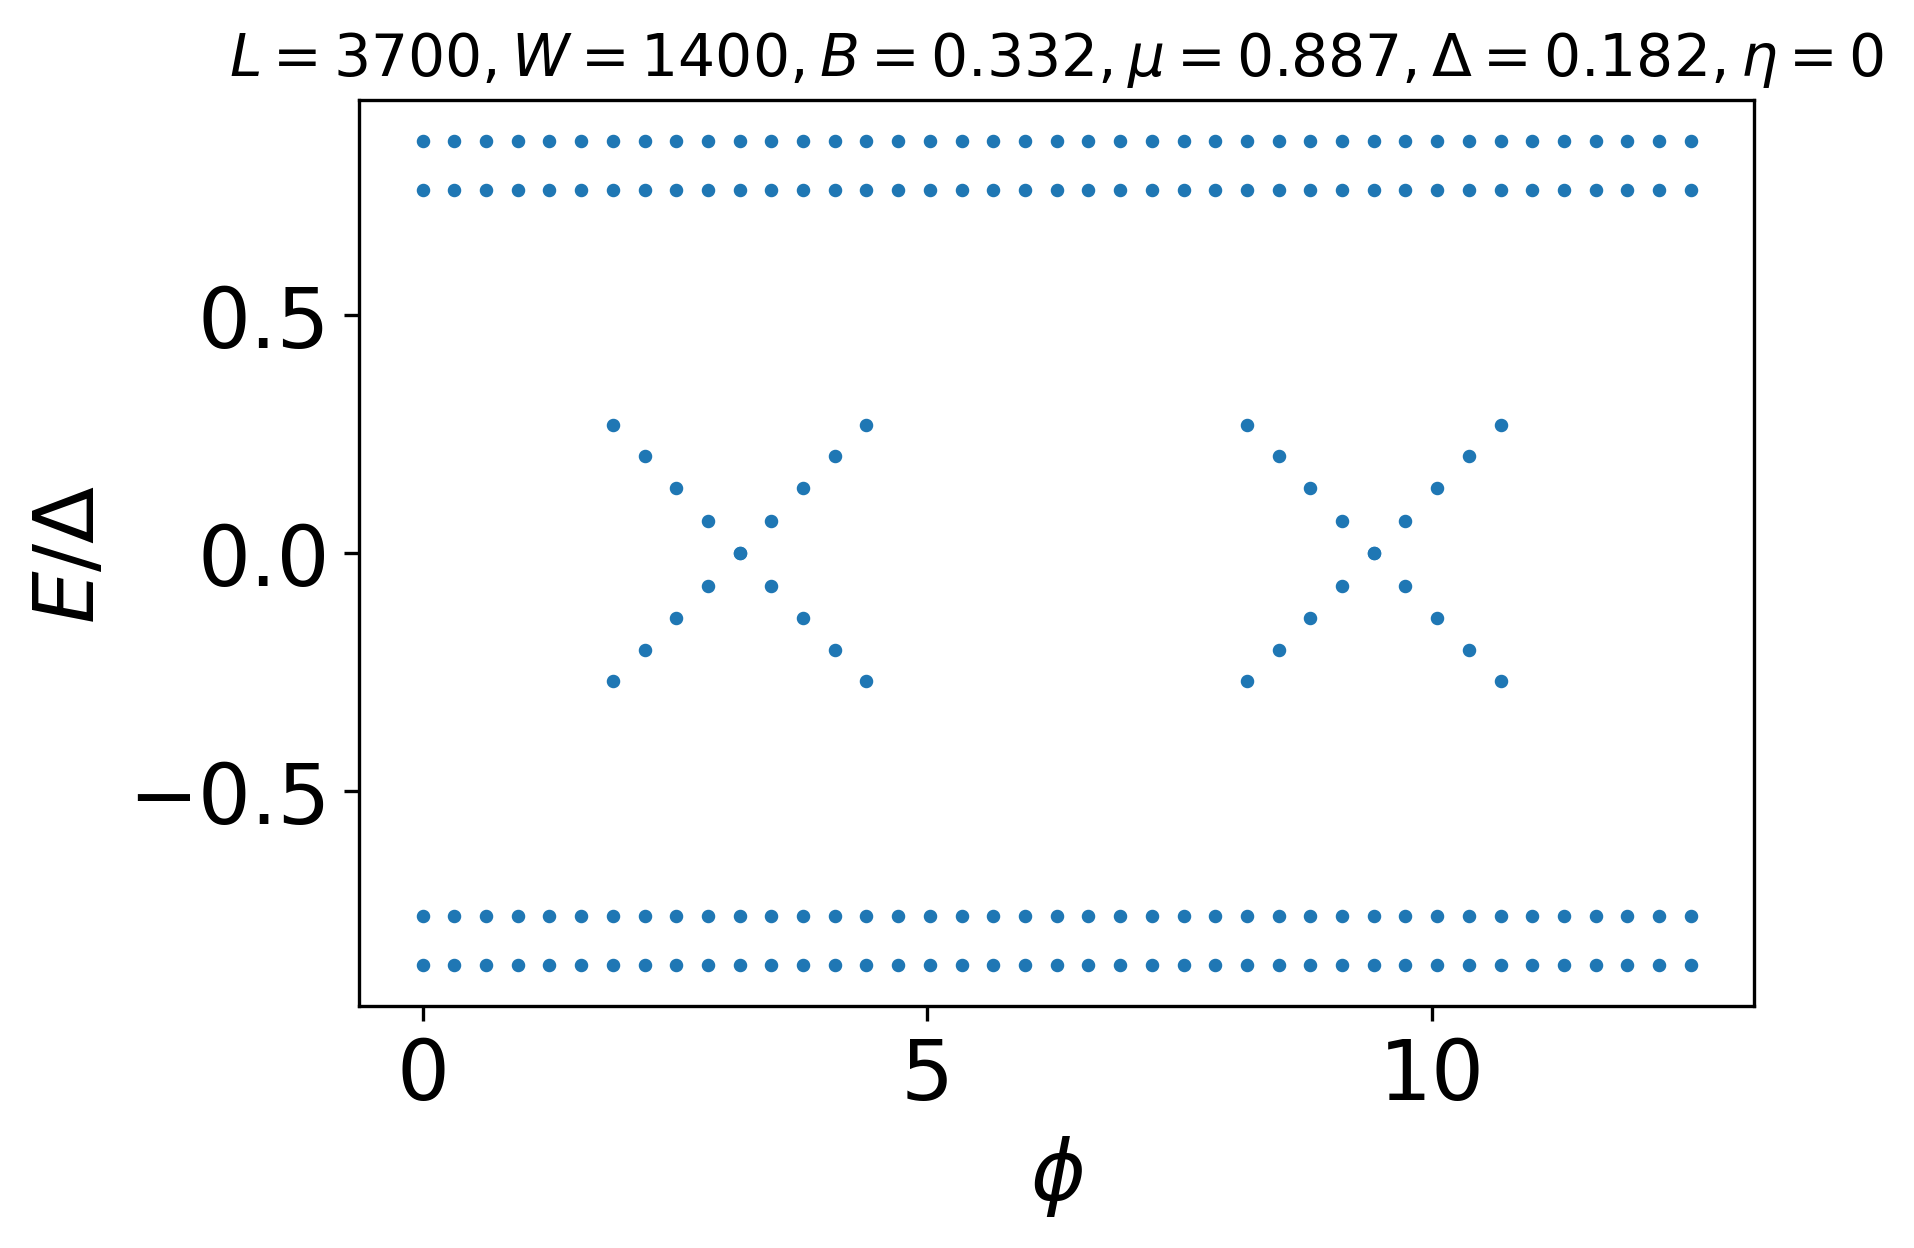 L = 3700, W = 1400, B = 0.332, μ = 0.887, Δ = 0.182, η = 0
0.5
0.0
−0.5
E/Δ
0 5 10
ϕ